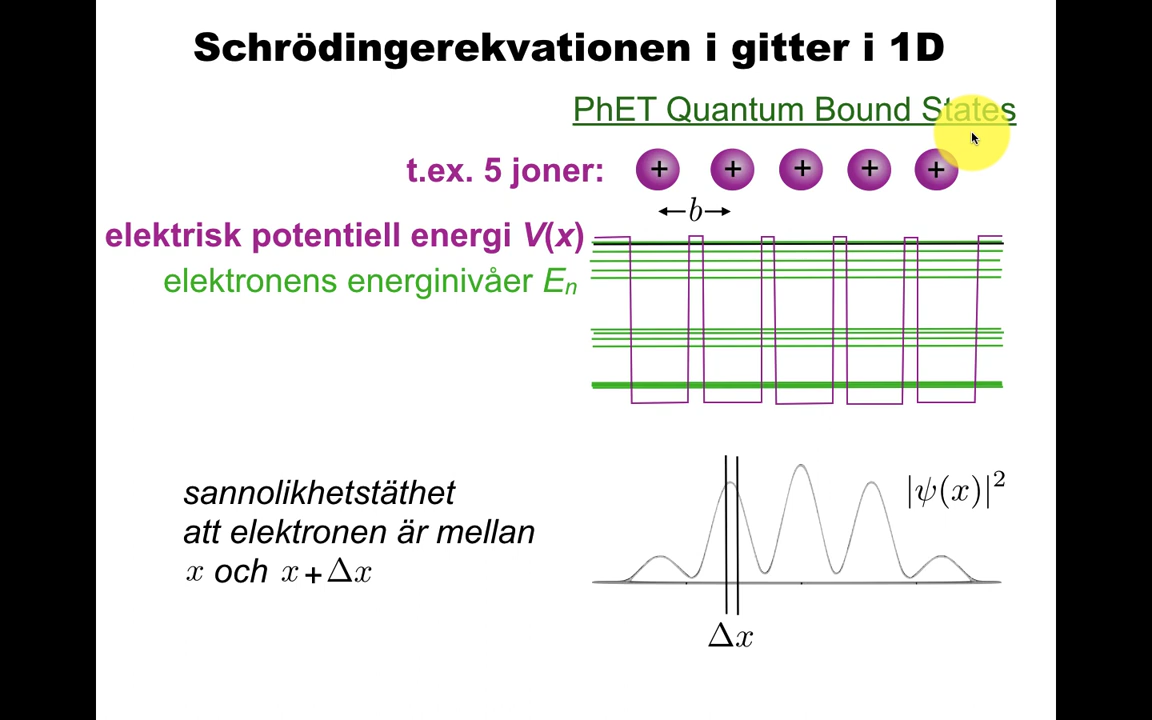 Schrödingerekvationen i gitter i 1D
PhET Quantum Bound States
t.ex. 5 joner: + + + + +
←b→
elektrisk potentiell energi V(x)
elektronens energinivåer Eₙ
sannolikhetstäthet
|ψ(x)|²
att elektronen är mellan
x och x+Δx
Δx